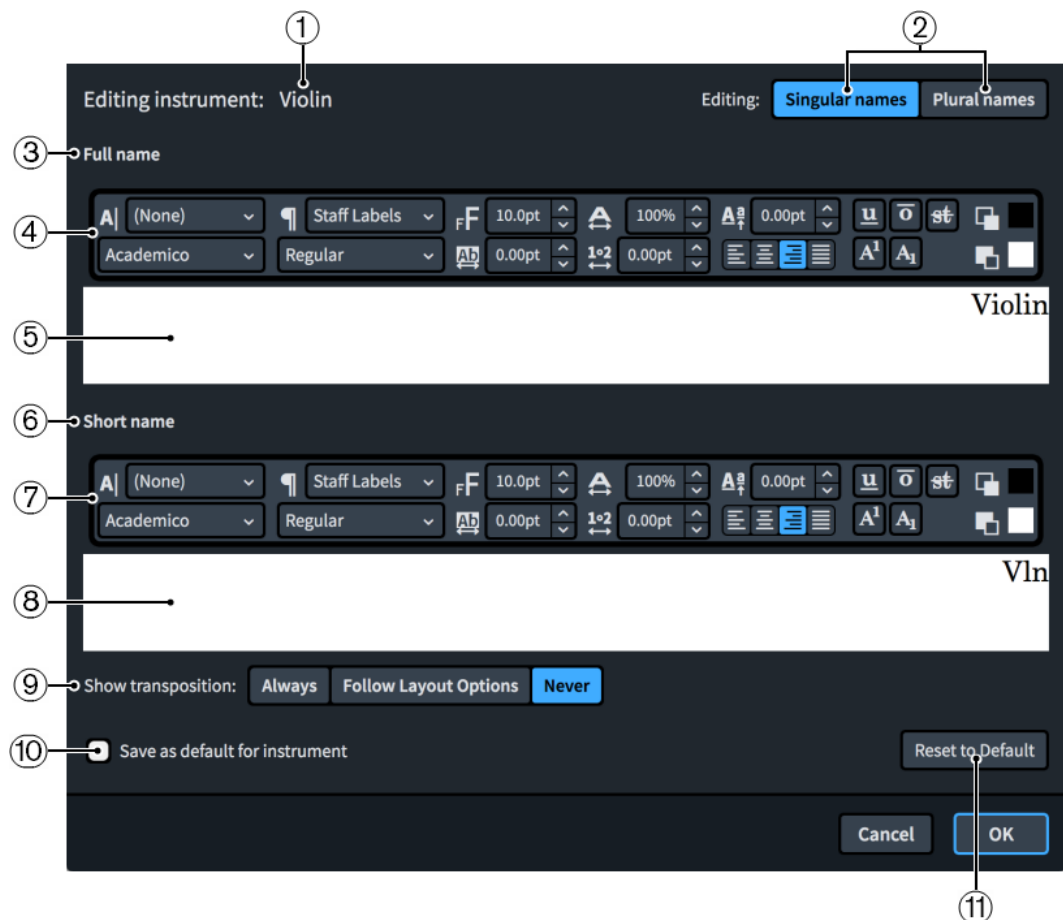 ① ②
Editing instrument: Violin Editing: Singular names Plural names
③ Full name
④ A| (None) ¶ Staff Labels FF 10.0pt A 100% Aa 0.00pt u o st
Academico Regular Ab 0.00pt 1∘2 0.00pt A¹ A₁
Violin
⑤
⑥ Short name
⑦ A| (None) ¶ Staff Labels FF 10.0pt A 100% Aa 0.00pt u o st
Academico Regular Ab 0.00pt 1∘2 0.00pt A¹ A₁
Vln
⑧
⑨ Show transposition: Always Follow Layout Options Never
⑩ Save as default for instrument Reset to Default
Cancel OK
⑪